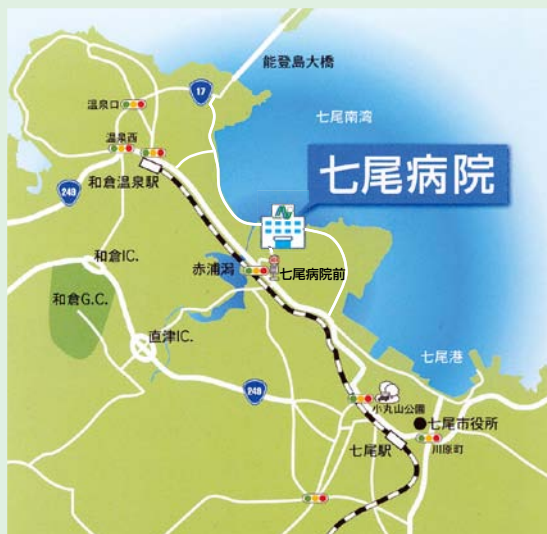 能登島大橋
17
温泉口
七尾南湾
温泉西
七尾病院
和倉温泉駅
249
和倉IC.
赤浦潟
七尾病院前
和倉G.C.
直津IC.
七尾港
249
小丸山公園
七尾市役所
七尾駅
川原町